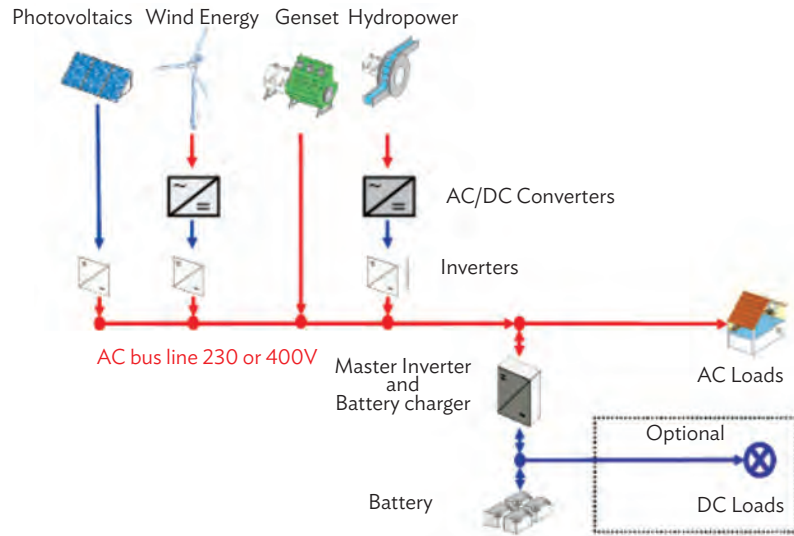 Photovoltaics
Wind Energy
Genset
Hydropower
AC/DC Converters
Inverters
AC bus line 230 or 400V
Master Inverter
and
Battery charger
AC Loads
Optional
Battery
DC Loads